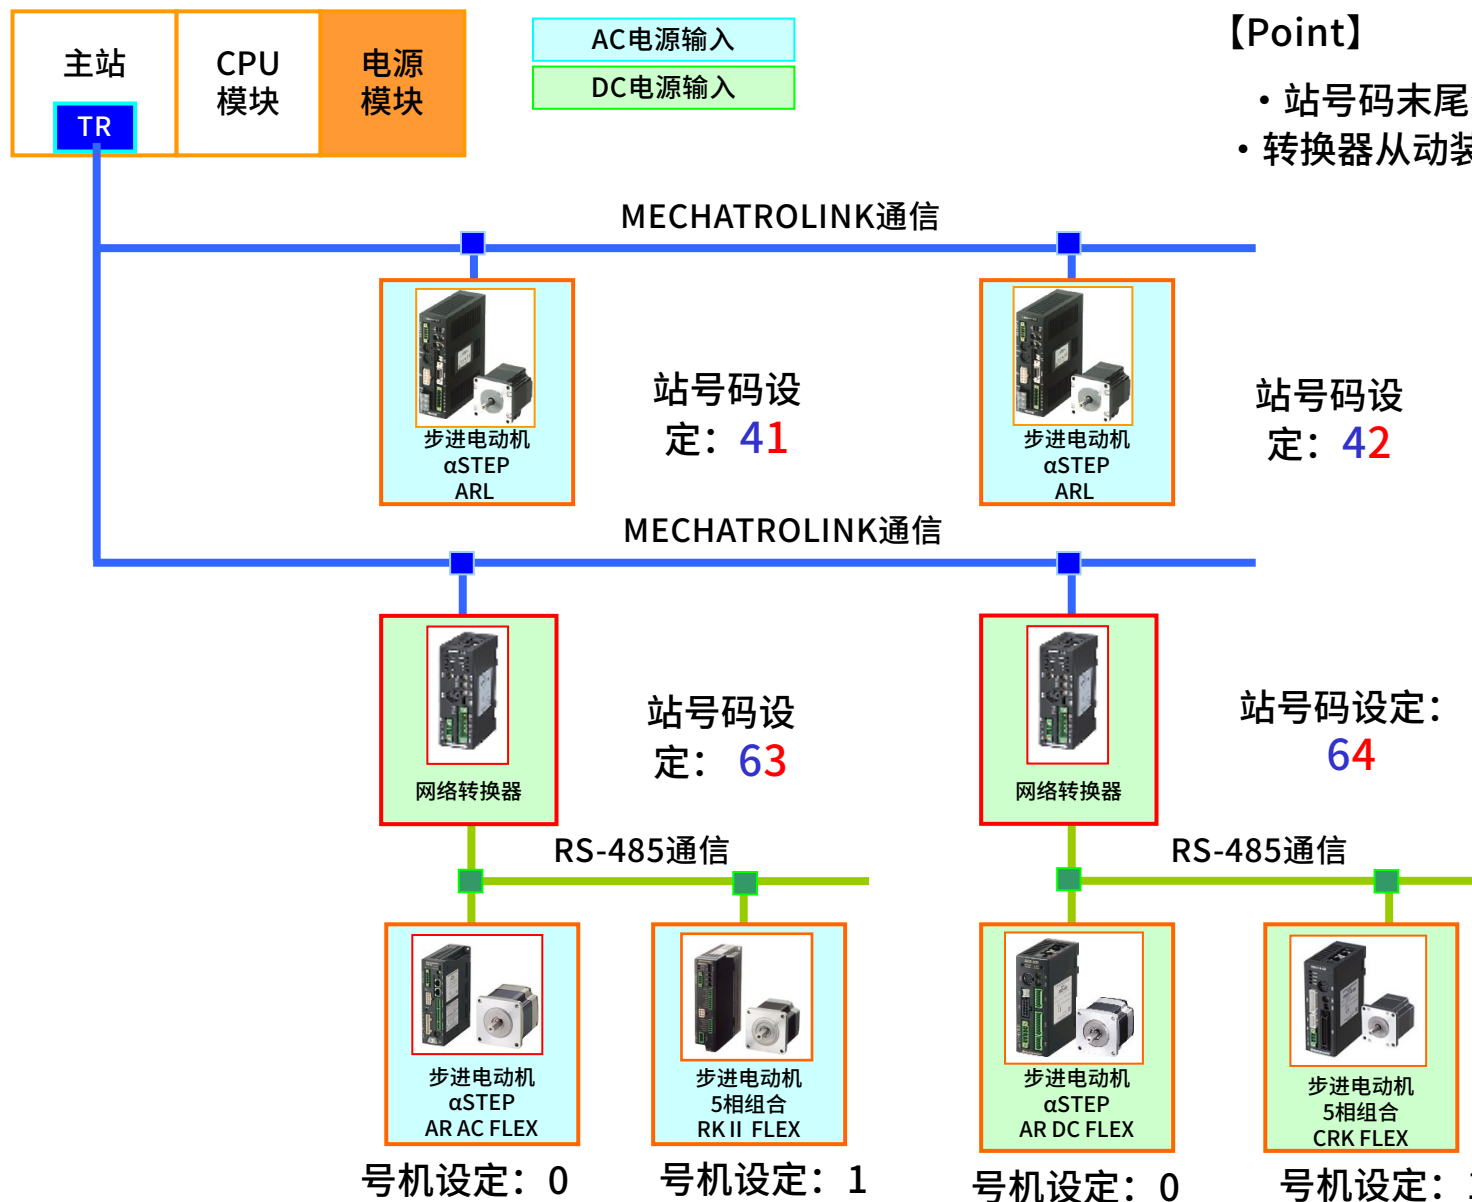 主站
TR
CPU
模块
电源
模块
AC电源输入
DC电源输入
【Point】
・站号码末尾
・转换器从动装
MECHATROLINK通信
步进电动机
αSTEP
ARL
站号码设
定：41
步进电动机
αSTEP
ARL
站号码设
定：42
MECHATROLINK通信
网络转换器
站号码设
定： 63
网络转换器
站号码设定：
64
RS-485通信
RS-485通信
步进电动机
αSTEP
AR AC FLEX
号机设定：0
步进电动机
5相组合
RKⅡ FLEX
号机设定：1
步进电动机
αSTEP
AR DC FLEX
号机设定：0
步进电动机
5相组合
CRK FLEX
号机设定：